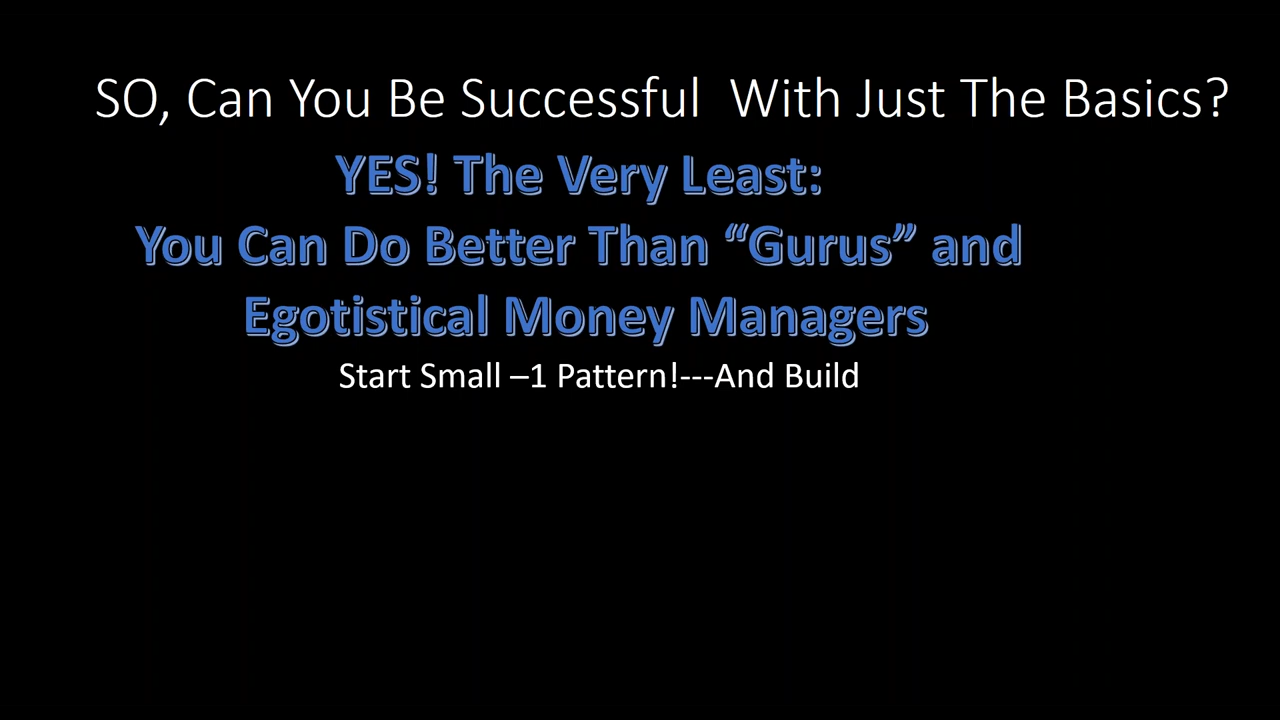 SO, Can You Be Successful  With Just The Basics?
YES! The Very Least:
You Can Do Better Than “Gurus” and
Egotistical Money Managers
Start Small –1 Pattern!---And Build